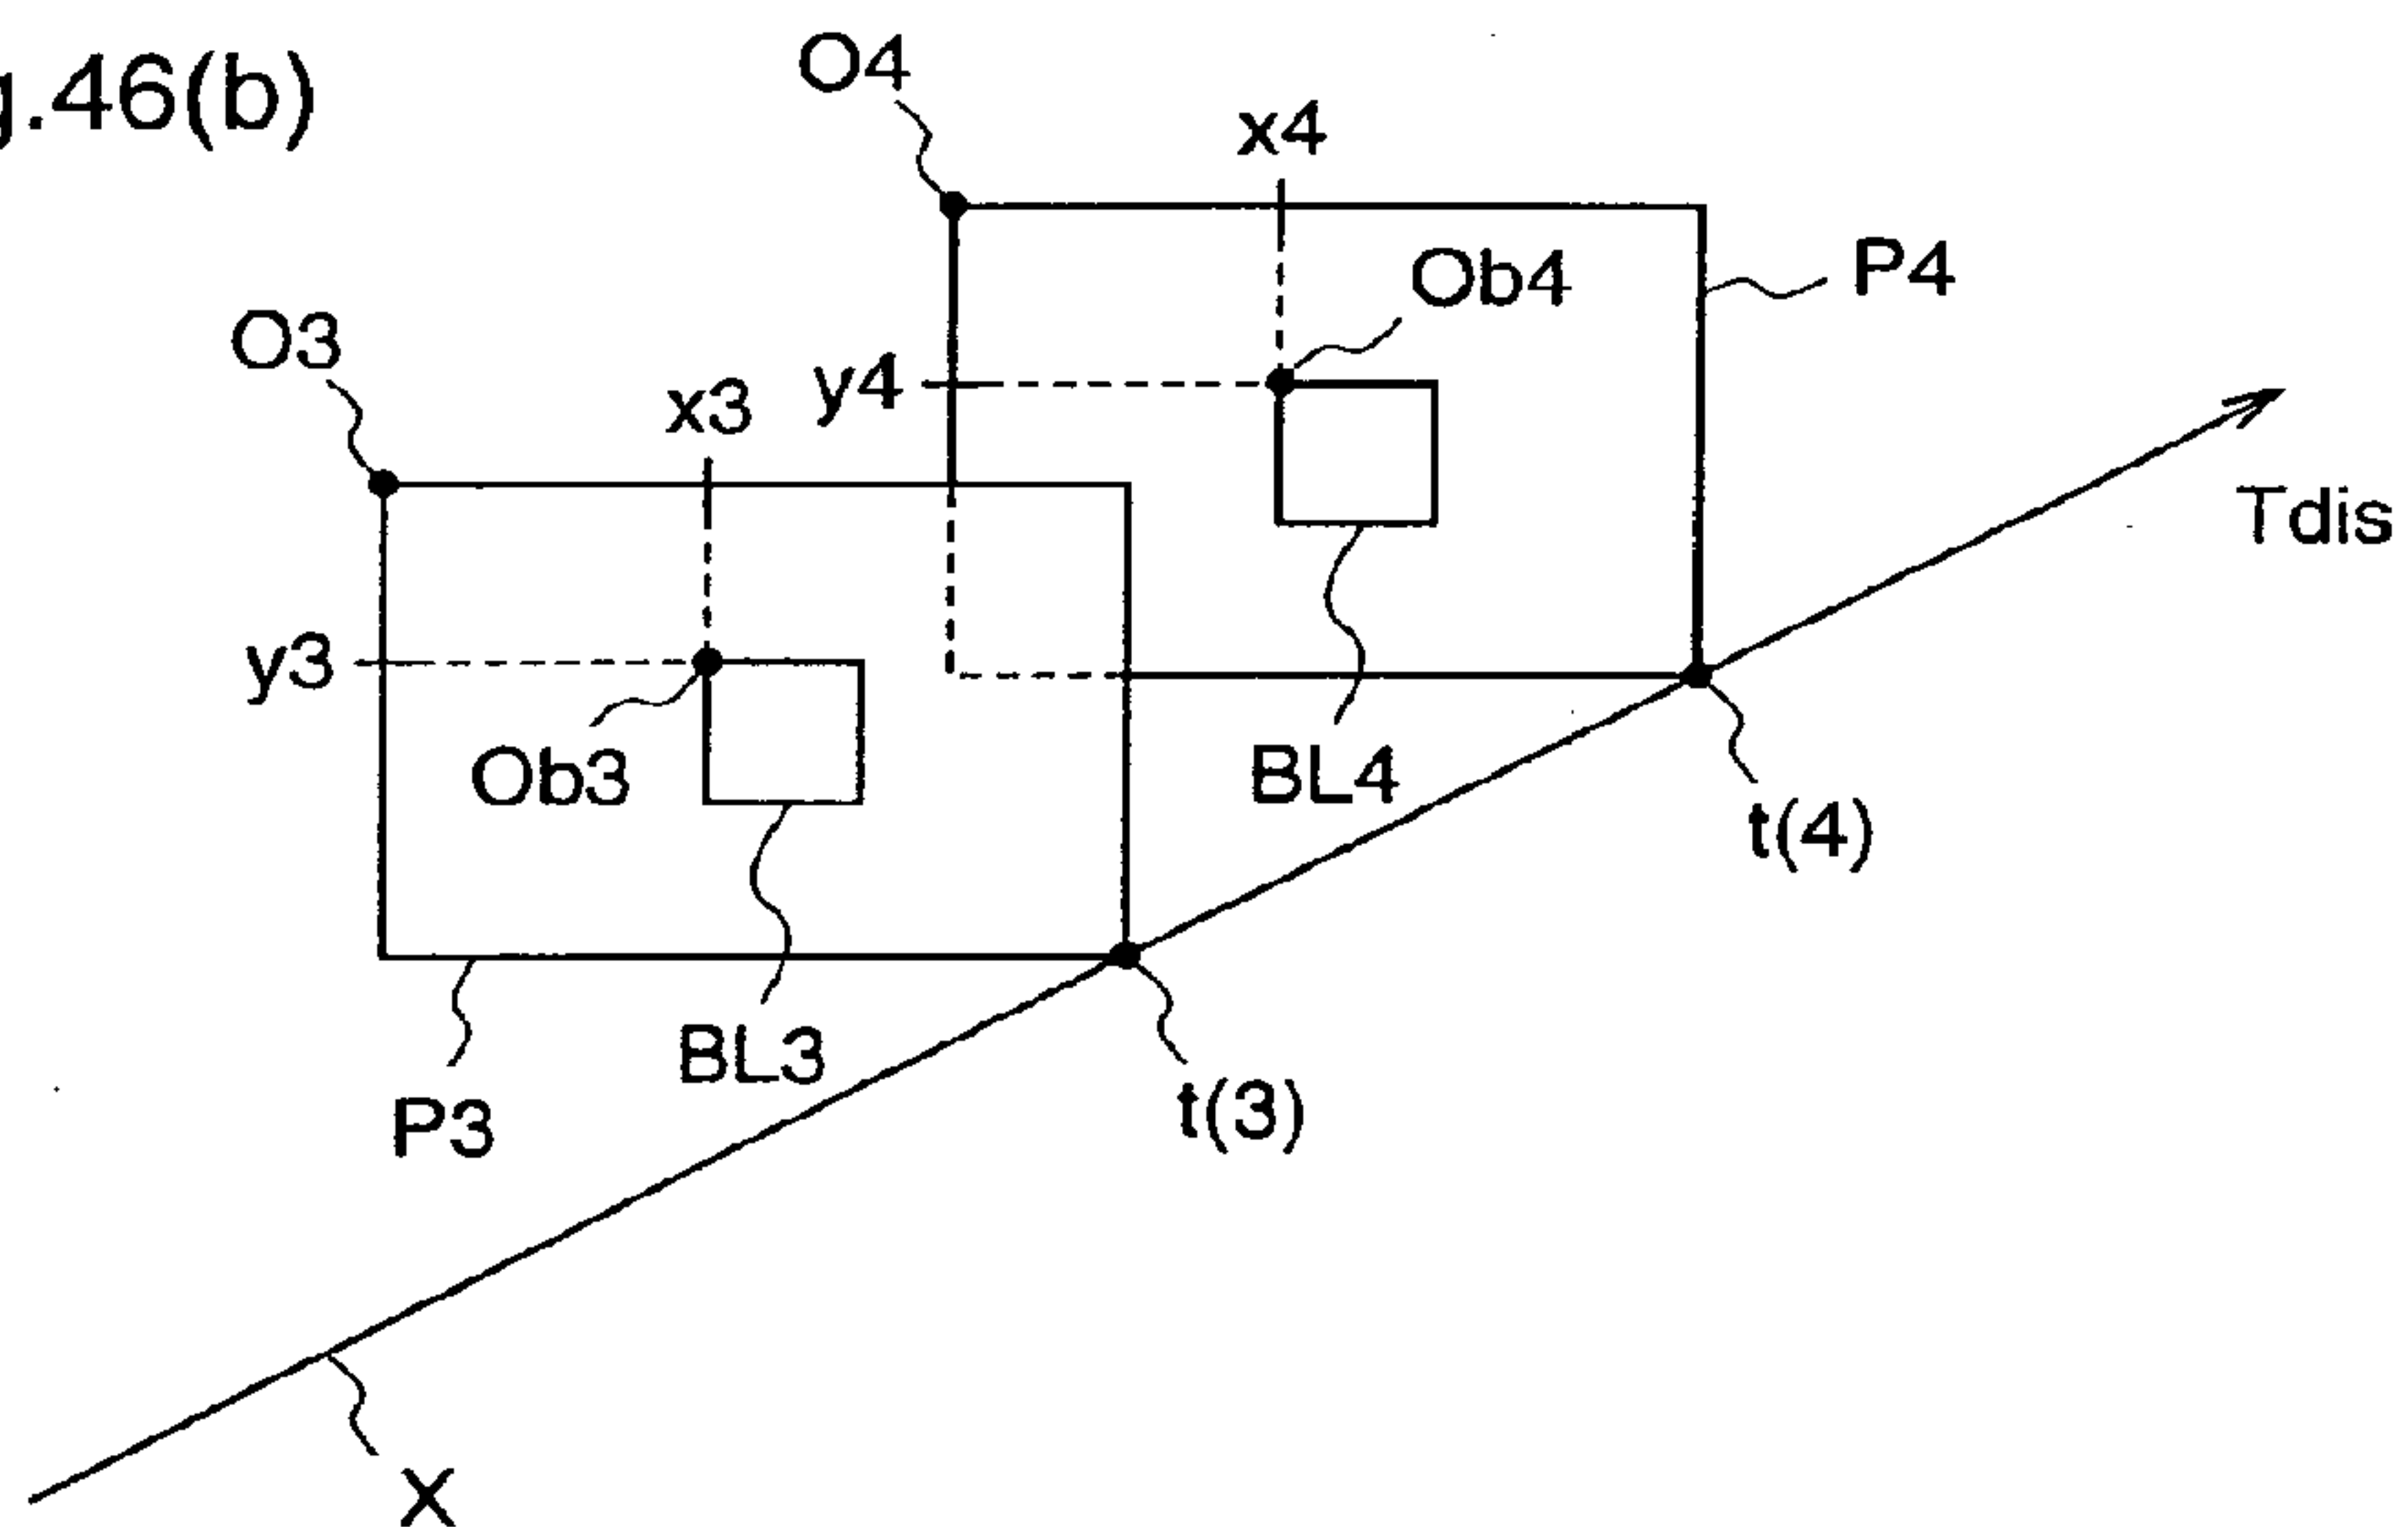 g.46(b)
O4
x4
Ob4
P4
O3
x3
y4
Tdis
y3
Ob3
BL4
t(4)
BL3
P3
t(3)
X